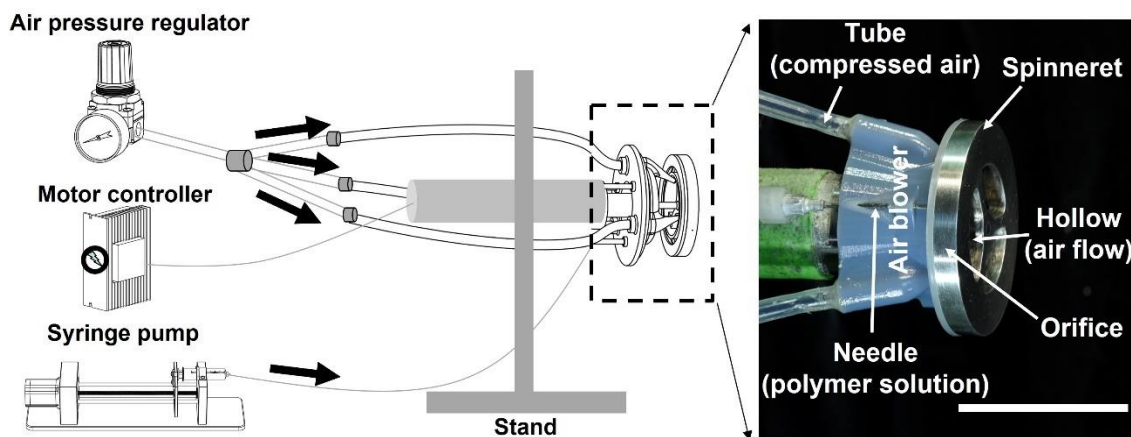 Air pressure regulator
Motor controller
Syringe pump
Stand
Tube
(compressed air)
Spinneret
Air blower
Hollow
(air flow)
Orifice
Needle
(polymer solution)